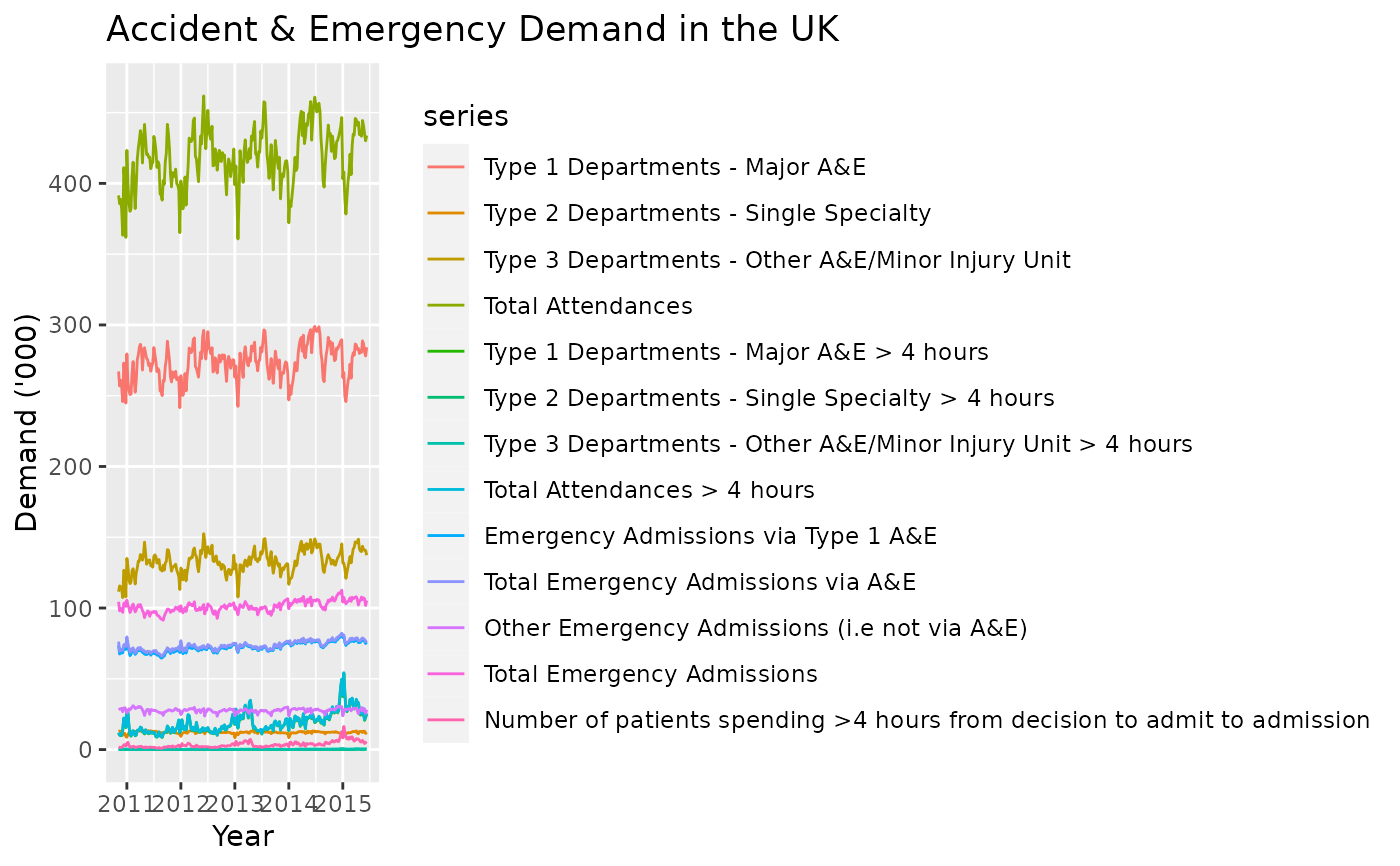 Accident & Emergency Demand in the UK
Demand ('000)
400
300
200
100
0
2011 2012 2013 2014 2015
Year
series
Type 1 Departments - Major A&E
Type 2 Departments - Single Specialty
Type 3 Departments - Other A&E/Minor Injury Unit
Total Attendances
Type 1 Departments - Major A&E > 4 hours
Type 2 Departments - Single Specialty > 4 hours
Type 3 Departments - Other A&E/Minor Injury Unit > 4 hours
Total Attendances > 4 hours
Emergency Admissions via Type 1 A&E
Total Emergency Admissions via A&E
Other Emergency Admissions (i.e not via A&E)
Total Emergency Admissions
Number of patients spending >4 hours from decision to admit to admission